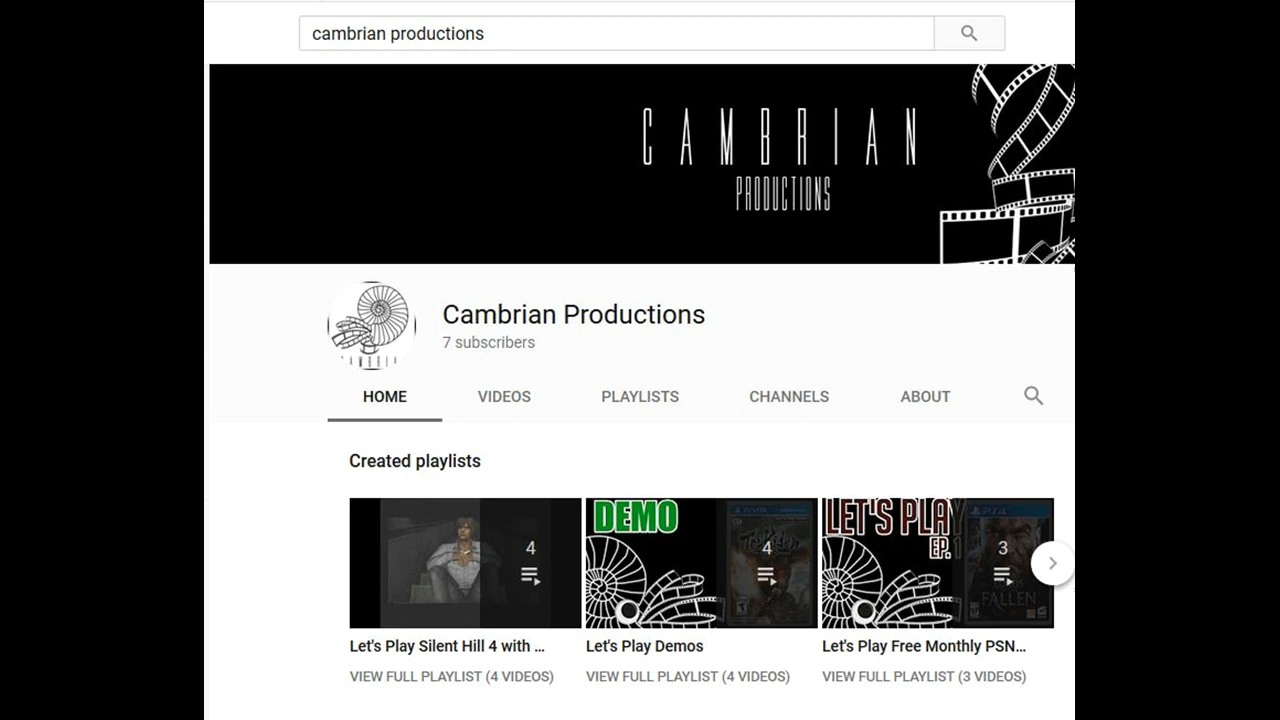 cambrian productions
CAMBRIAN
PRODUCTIONS
Cambrian Productions
7 subscribers
HOME VIDEOS PLAYLISTS CHANNELS ABOUT
Created playlists
4
DEMO
4
LET'S PLAY
EP. 1
3
FALLEN
Let's Play Silent Hill 4 with ...
Let's Play Demos
Let's Play Free Monthly PSN...
VIEW FULL PLAYLIST (4 VIDEOS)
VIEW FULL PLAYLIST (4 VIDEOS)
VIEW FULL PLAYLIST (3 VIDEOS)